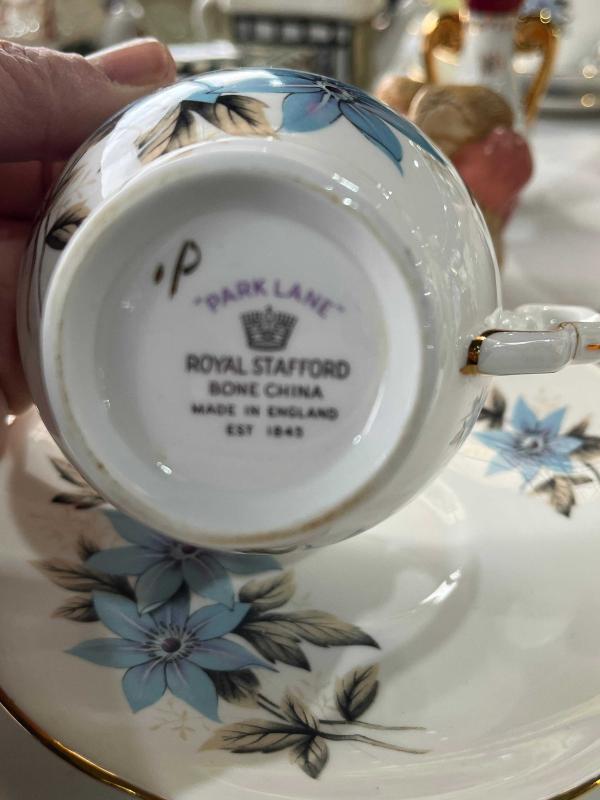 P
"PARK LANE"
ROYAL STAFFORD
BONE CHINA
MADE IN ENGLAND
EST 1845